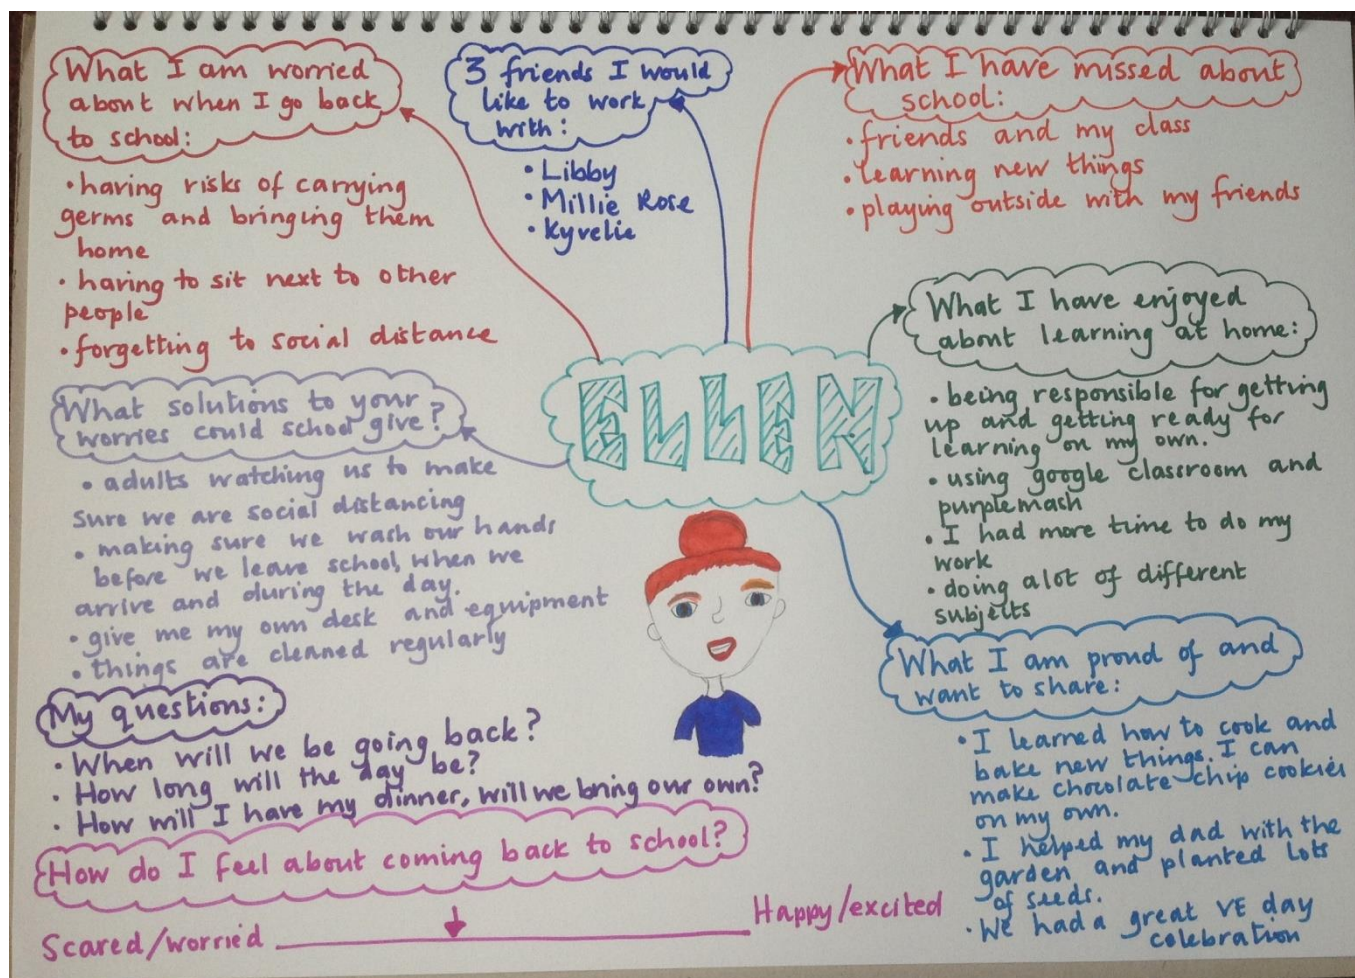 What I am worried
about when I go back
to school:
• having risks of carrying
germs and bringing them
home
• having to sit next to other
people
• forgetting to social distance
3 friends I would
like to work
with:
• Libby
• Millie Rose
• Kyvelie
What I have missed about
school:
• friends and my class
• learning new things
• playing outside with my friends
What I have enjoyed
about learning at home:
• being responsible for getting
up and getting ready for
learning on my own.
• using google classroom and
purplemash
• I had more time to do my
work
• doing alot of different
subjects
ELLEN
What solutions to your
worries could school give?
• adults watching us to make
sure we are social distancing
• making sure we wash our hands
before we leave school, when we
arrive and during the day.
• give me my own desk and equipment
• things are cleaned regularly
What I am proud of and
want to share:
• I learned how to cook and
bake new things. I can
make chocolate chip cookies
on my own.
• I helped my dad with the
garden and planted lots
of seeds.
• We had a great VE day
celebration
My questions:
• When will we be going back?
• How long will the day be?
• How will I have my dinner, will we bring our own?
How do I feel about coming back to school?
Scared/worried
Happy/excited